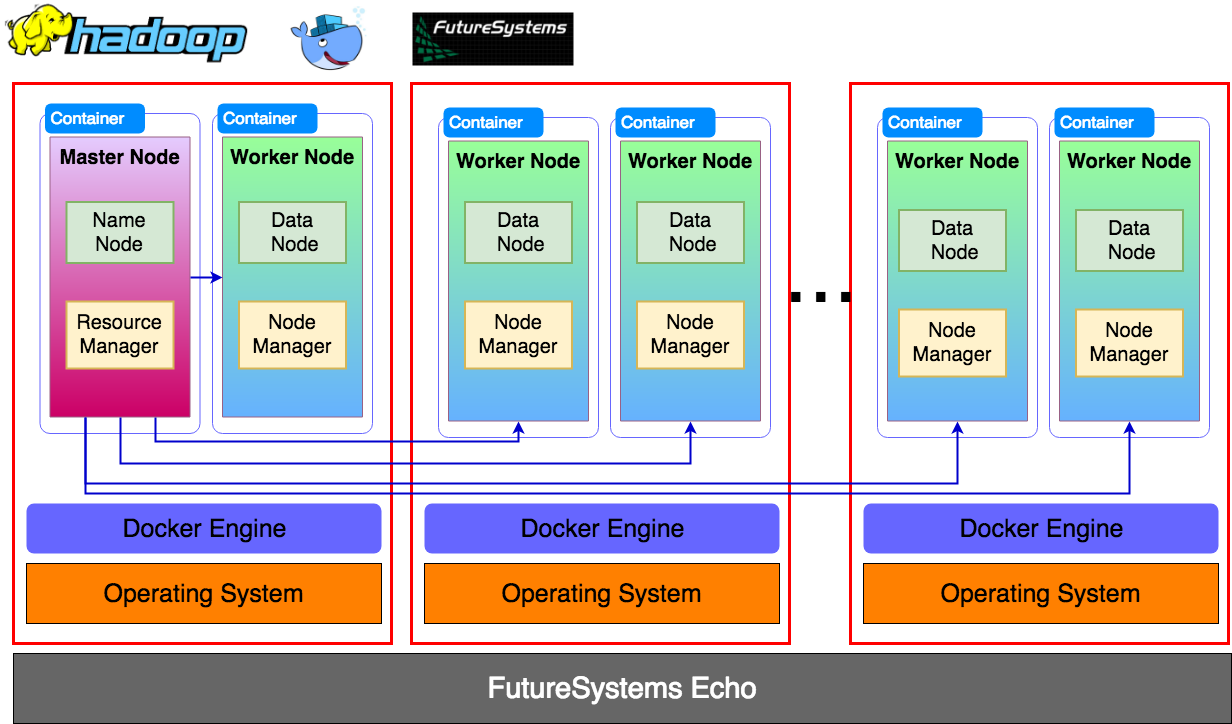 hadoop
FutureSystems
Container
Master Node
Name
Node
Resource
Manager
Container
Worker Node
Data
Node
Node
Manager
Docker Engine
Operating System
Container
Worker Node
Data
Node
Node
Manager
Container
Worker Node
Data
Node
Node
Manager
Docker Engine
Operating System
Container
Worker Node
Data
Node
Node
Manager
Container
Worker Node
Data
Node
Node
Manager
Docker Engine
Operating System
FutureSystems Echo